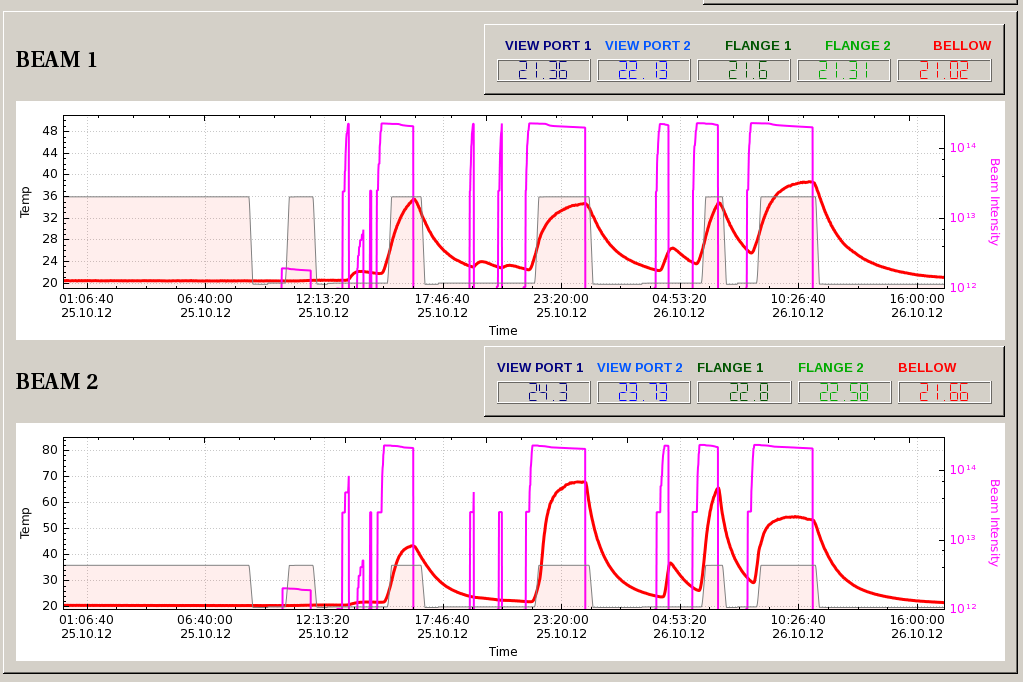 BEAM 1
VIEW PORT 1 VIEW PORT 2 FLANGE 1 FLANGE 2 BELLOW
21.36 22.13 21.6 21.31 21.02
48
44
40
36
32
28
24
20
Temp
10¹⁴
10¹³
10¹²
Beam Intensity
01:06:40 6:40:00 12:13:20 17:46:40 23:20:00 04:53:20 10:26:40 16:00:00
25.10.12 25.10.12 25.10.12 25.10.12 25.10.12 26.10.12 26.10.12 26.10.12
Time
BEAM 2
VIEW PORT 1 VIEW PORT 2 FLANGE 1 FLANGE 2 BELLOW
24.3 23.73 22.8 22.58 21.66
80
70
60
50
40
30
20
Temp
10¹⁴
10¹³
10¹²
Beam Intensity
01:06:40 6:40:00 12:13:20 17:46:40 23:20:00 04:53:20 10:26:40 16:00:00
25.10.12 25.10.12 25.10.12 25.10.12 25.10.12 26.10.12 26.10.12 26.10.12
Time